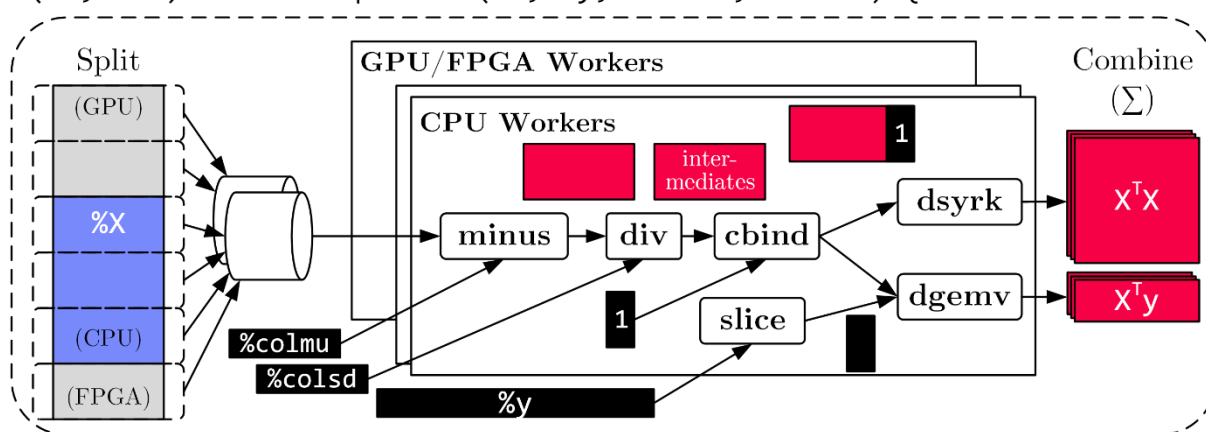 Split
(GPU)
%X
(CPU)
(FPGA)
GPU/FPGA Workers
CPU Workers
1
inter-
mediates
minus
div
cbind
dsyrk
dgemv
slice
1
%colmu
%colsd
%y
Combine
(∑)
XᵀX
Xᵀy